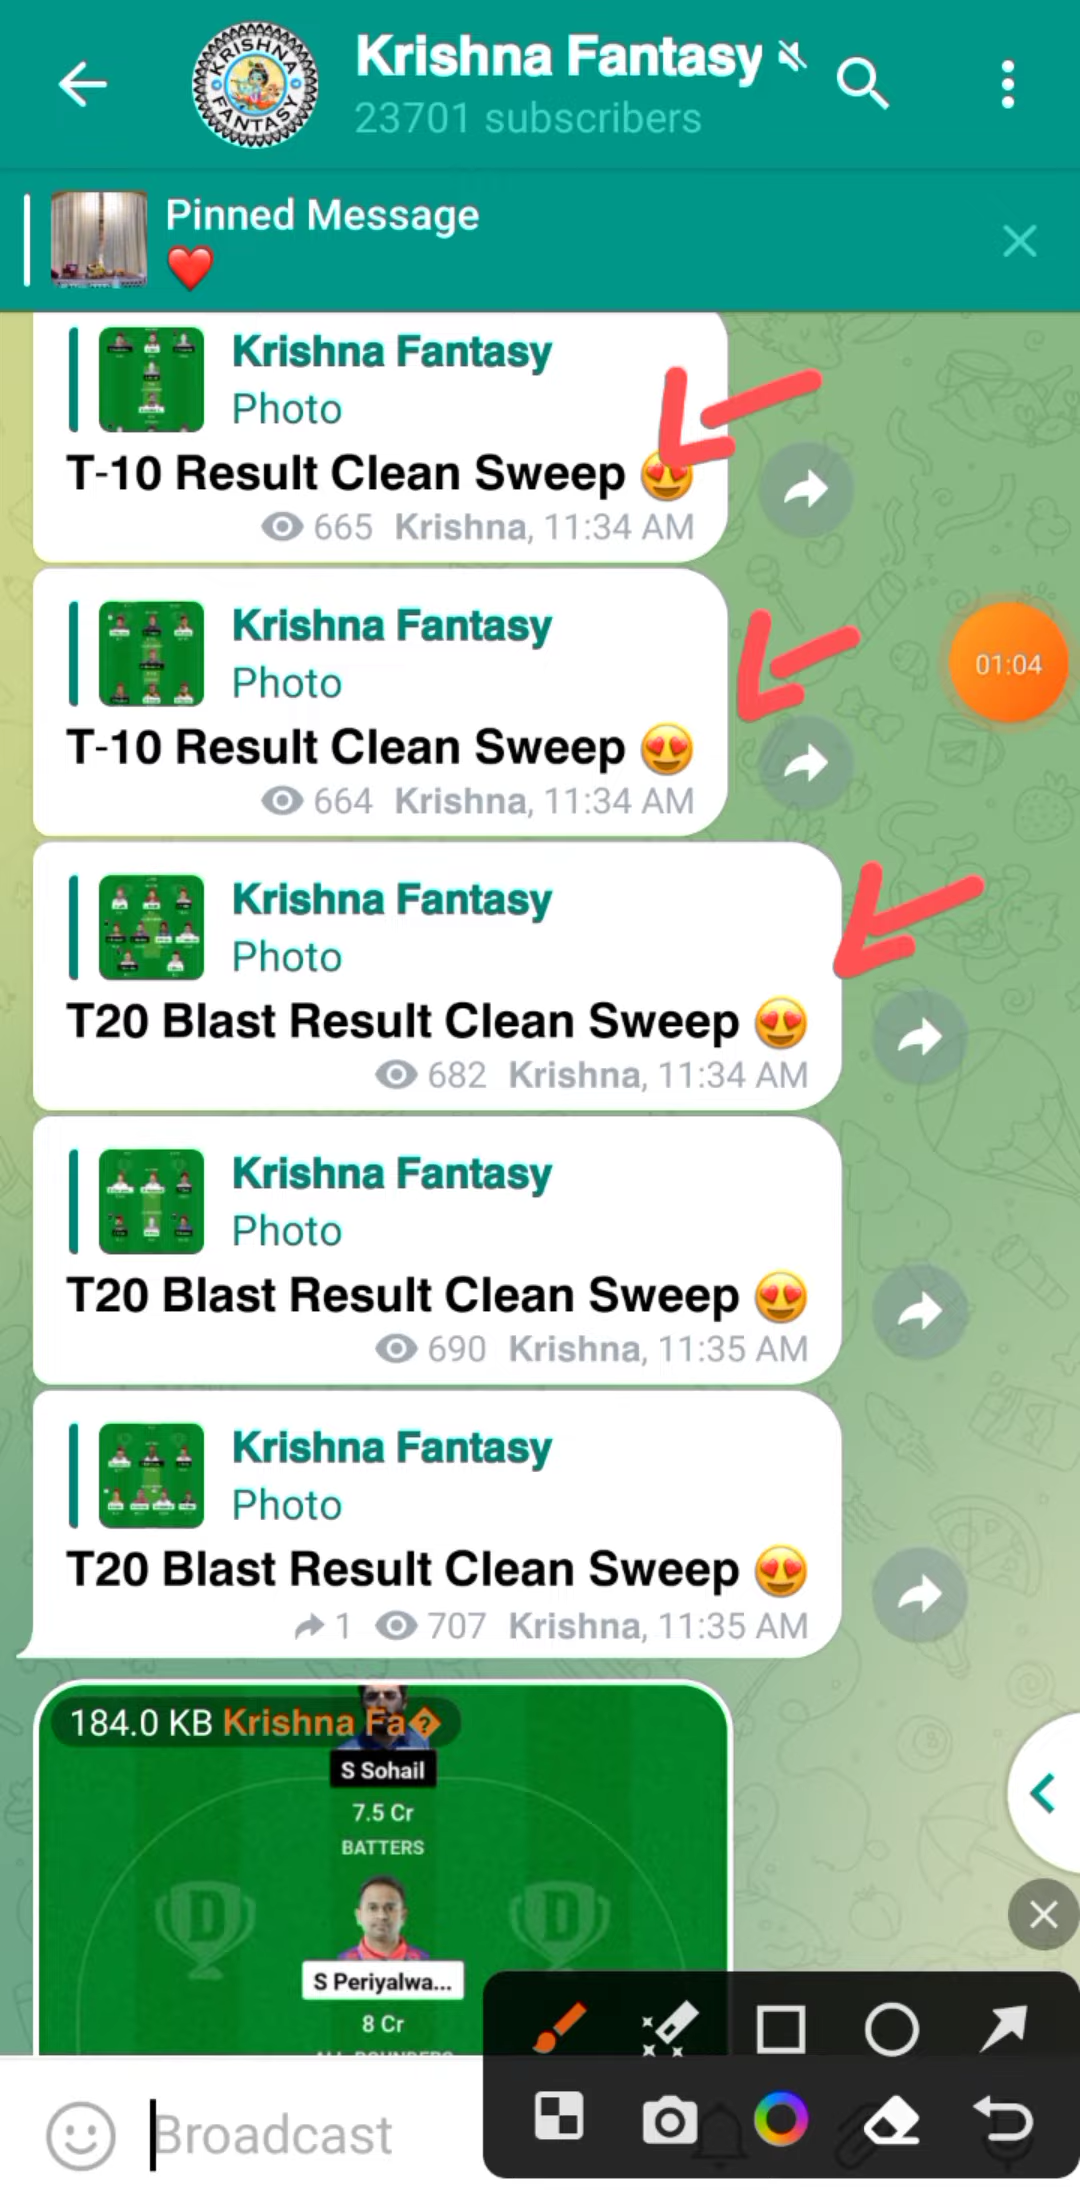 KRISHNA
FANTASY
Krishna Fantasy
23701 subscribers
Pinned Message
❤️
Krishna Fantasy
Photo
T-10 Result Clean Sweep 😍
665 Krishna, 11:34 AM
Krishna Fantasy
Photo
T-10 Result Clean Sweep 😍
664 Krishna, 11:34 AM
01:04
Krishna Fantasy
Photo
T20 Blast Result Clean Sweep 😍
682 Krishna, 11:34 AM
Krishna Fantasy
Photo
T20 Blast Result Clean Sweep 😍
690 Krishna, 11:35 AM
Krishna Fantasy
Photo
T20 Blast Result Clean Sweep 😍
1 707 Krishna, 11:35 AM
184.0 KB Krishna Fa�
S Sohail
7.5 Cr
BATTERS
D D
S Periyalwa...
8 Cr
Broadcast